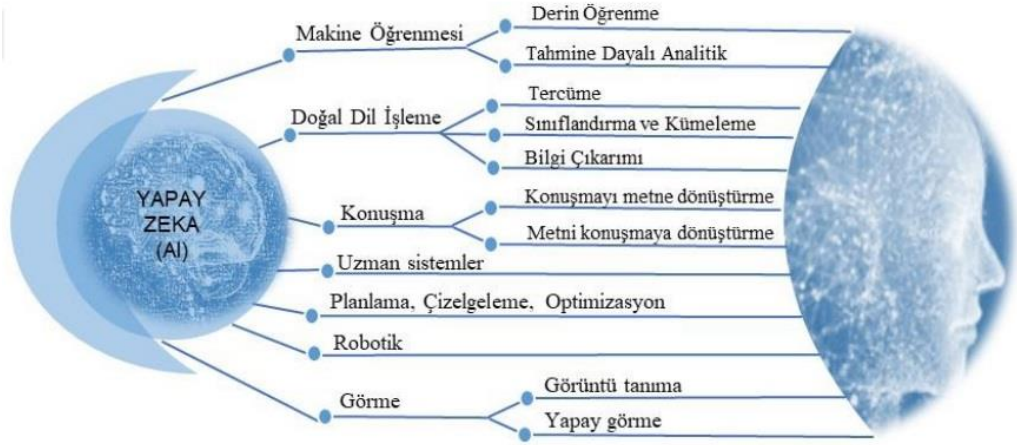 YAPAY
ZEKA
(AI)
Makine Öğrenmesi
Derin Öğrenme
Tahmine Dayalı Analitik
Doğal Dil İşleme
Tercüme
Sınıflandırma ve Kümeleme
Bilgi Çıkarımı
Konuşma
Konuşmayı metne dönüştürme
Metni konuşmaya dönüştürme
Uzman sistemler
Planlama, Çizelgeleme, Optimizasyon
Robotik
Görme
Görüntü tanıma
Yapay görme